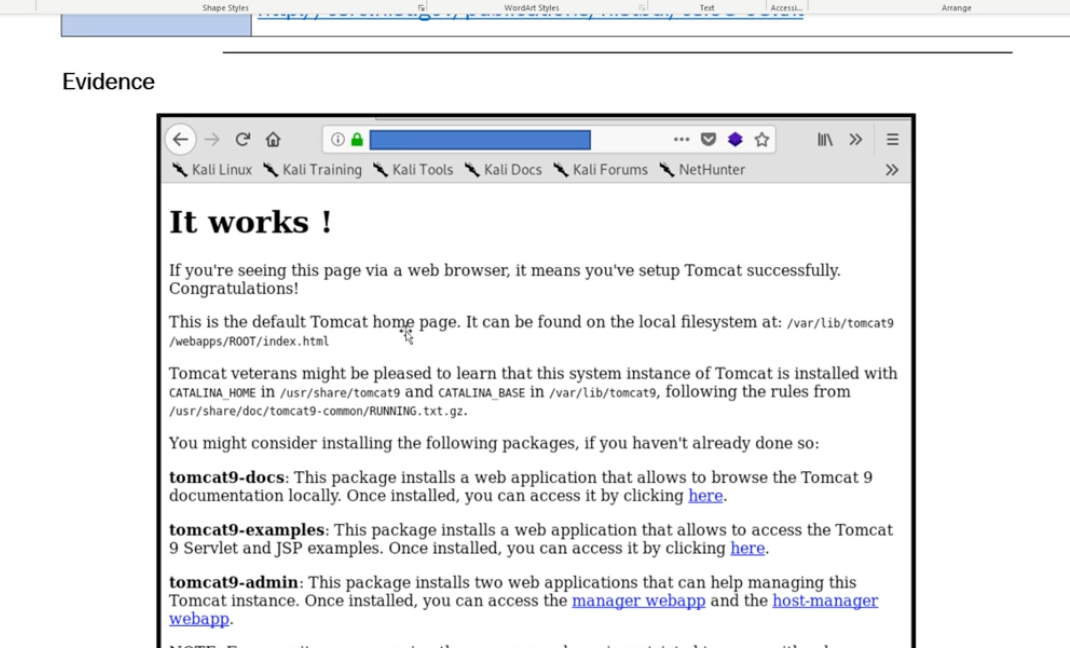 Shape Styles WordArt Styles Text Accessi... Arrange
Evidence
Kali Linux Kali Training Kali Tools Kali Docs Kali Forums NetHunter
It works !
If you're seeing this page via a web browser, it means you've setup Tomcat successfully.
Congratulations!
This is the default Tomcat home page. It can be found on the local filesystem at: /var/lib/tomcat9
/webapps/ROOT/index.html
Tomcat veterans might be pleased to learn that this system instance of Tomcat is installed with
CATALINA_HOME in /usr/share/tomcat9 and CATALINA_BASE in /var/lib/tomcat9, following the rules from
/usr/share/doc/tomcat9-common/RUNNING.txt.gz.
You might consider installing the following packages, if you haven't already done so:
tomcat9-docs: This package installs a web application that allows to browse the Tomcat 9
documentation locally. Once installed, you can access it by clicking here.
tomcat9-examples: This package installs a web application that allows to access the Tomcat
9 Servlet and JSP examples. Once installed, you can access it by clicking here.
tomcat9-admin: This package installs two web applications that can help managing this
Tomcat instance. Once installed, you can access the manager webapp and the host-manager
webapp.